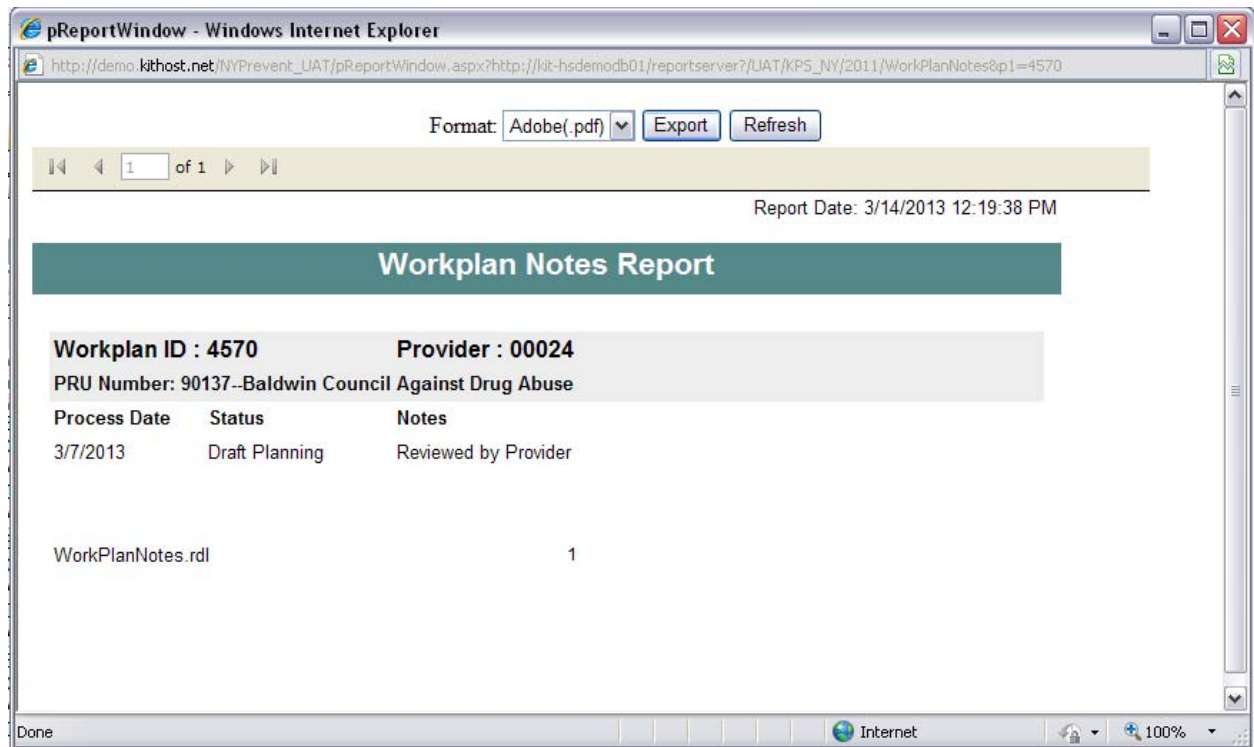 pReportWindow - Windows Internet Explorer
http://demo.kithost.net/NYPrevent_UAT/pReportWindow.aspx?http://kit-hsdemodb01/reportserver?/UAT/KPS_NY/2011/WorkPlanNotes&p1=4570
Format: Adobe(.pdf) Export Refresh
1 of 1
Report Date: 3/14/2013 12:19:38 PM
Workplan Notes Report
Workplan ID : 4570 Provider : 00024
PRU Number: 90137--Baldwin Council Against Drug Abuse
Process Date Status Notes
3/7/2013 Draft Planning Reviewed by Provider
WorkPlanNotes.rdl 1
Done Internet 100%